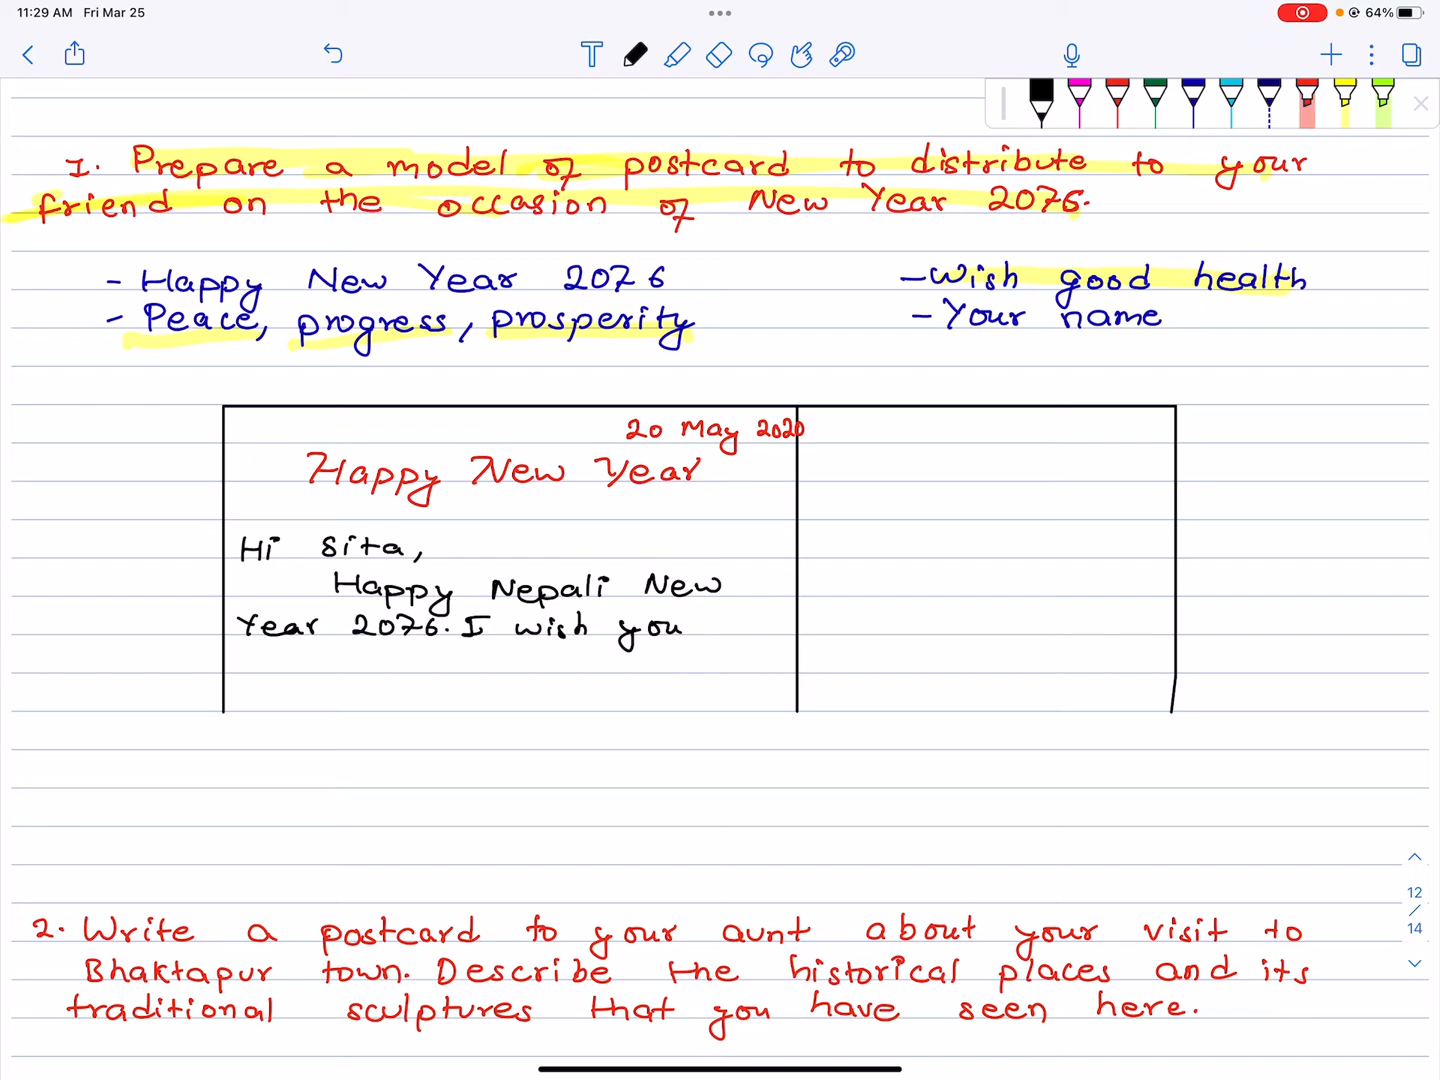 11:29 AM Fri Mar 25
64%
1. Prepare a model of postcard to distribute to your
friend on the occasion of New Year 2076.
- Happy New Year 2076
- Peace, progress, prosperity
- Wish good health
- Your name
20 May 2020
Happy New Year
Hi Sita,
Happy Nepali New
Year 2076. I wish you
12
/
14
2. Write a postcard to your aunt about your visit to
Bhaktapur town. Describe the historical places and its
traditional sculptures that you have seen here.